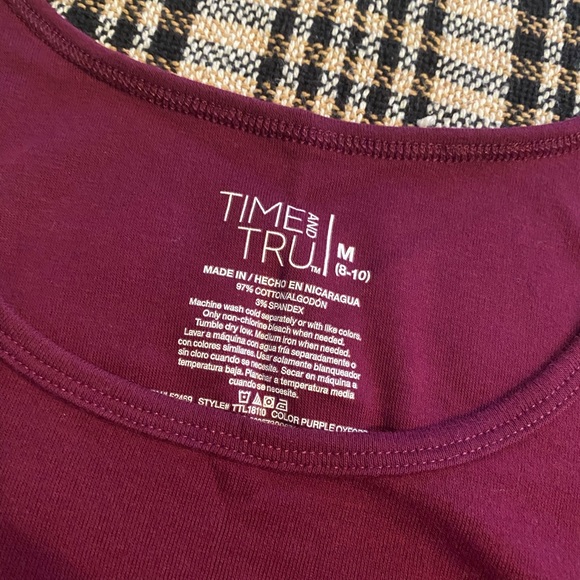 TIME AND TRU™
M
(8-10)
MADE IN / HECHO EN NICARAGUA
97% COTTON/ALGODÓN
3% SPANDEX
Machine wash cold separately or with like colors.
Only non-chlorine bleach when needed.
Tumble dry low. Medium iron when needed.
Lavar a máquina con agua fría separadamente o
con colores similares. Usar solamente blanqueador
sin cloro cuando se necesite. Secar en máquina a
temperatura baja. Planchar a temperatura media
cuando se necesite.
STYLE# TTL18110 COLOR PURPLE